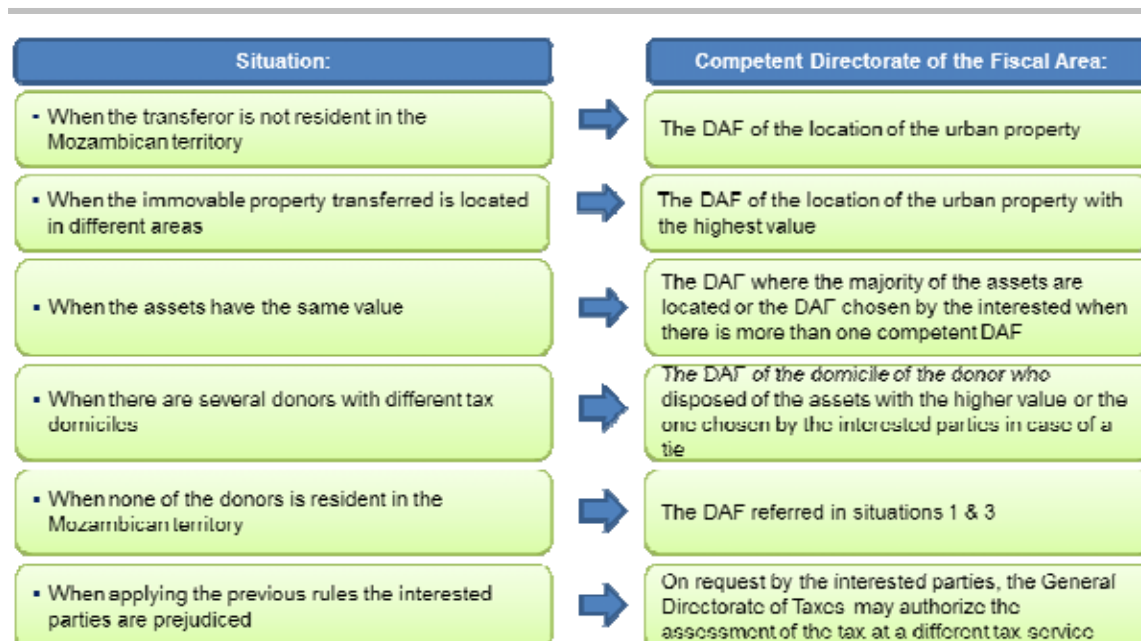 Situation:
Competent Directorate of the Fiscal Area:
▪ When the transferor is not resident in the
Mozambican territory
The DAF of the location of the urban property
▪ When the immovable property transferred is located
in different areas
The DAF of the location of the urban property with
the highest value
▪ When the assets have the same value
The DAF where the majority of the assets are
located or the DAF chosen by the interested when
there is more than one competent DAF
▪ When there are several donors with different tax
domiciles
The DAF of the domicile of the donor who
disposed of the assets with the higher value or the
one chosen by the interested parties in case of a
tie
▪ When none of the donors is resident in the
Mozambican territory
The DAF referred in situations 1 & 3
▪ When applying the previous rules the interested
parties are prejudiced
On request by the interested parties, the General
Directorate of Taxes may authorize the
assessment of the tax at a different tax service